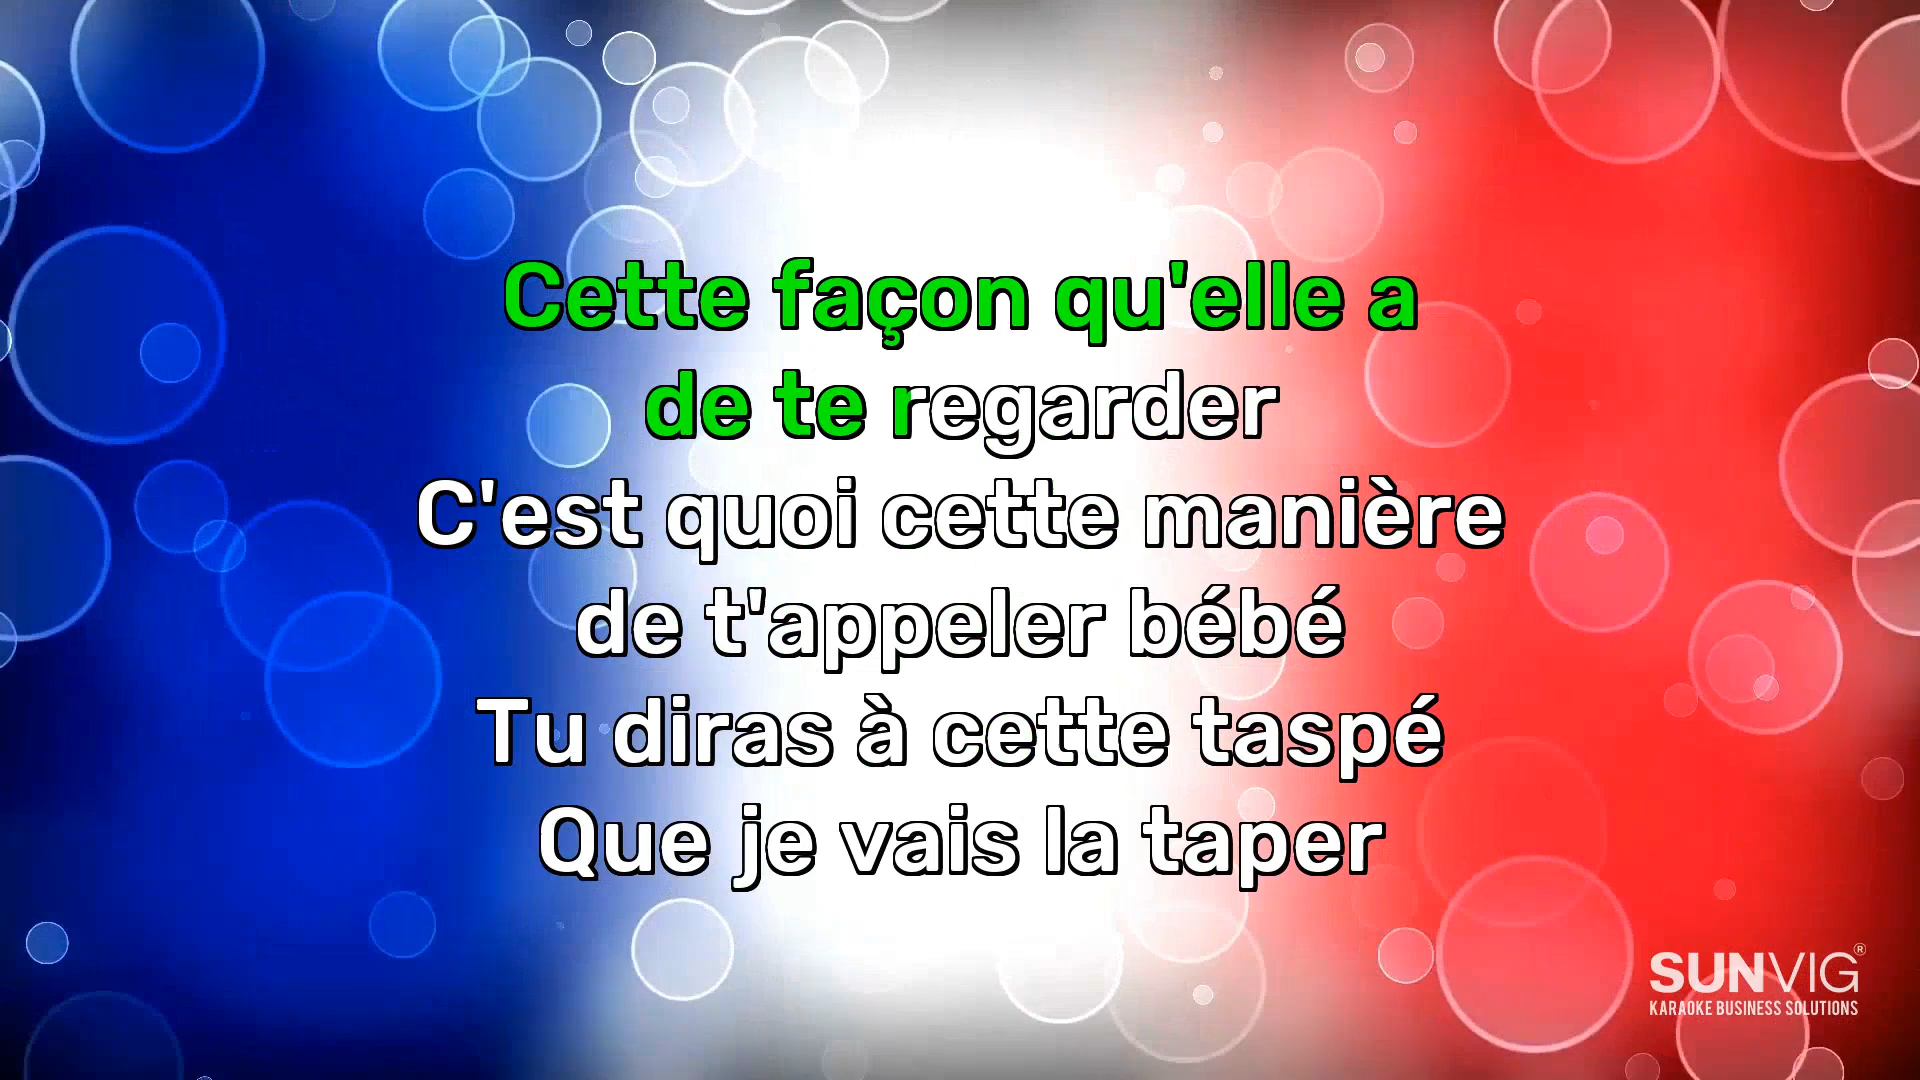 Cette façon qu'elle a
de te regarder
C'est quoi cette manière
de t'appeler bébé
Tu diras à cette taspé
Que je vais la taper
SUNVIG®
KARAOKE BUSINESS SOLUTIONS